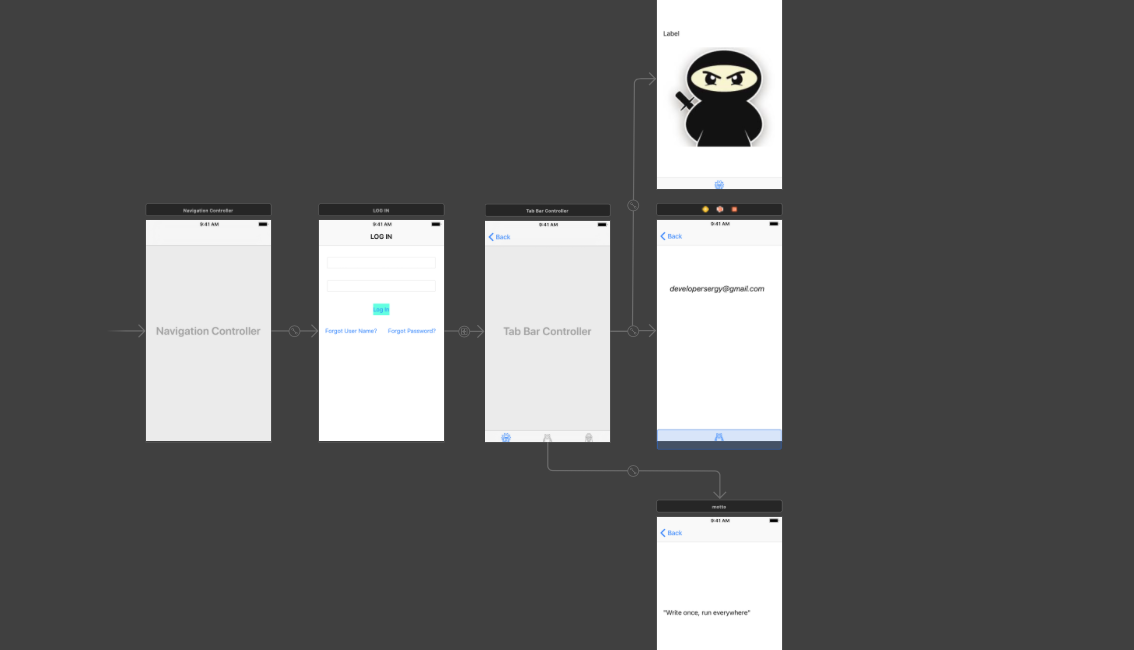 Label
Navigation Controller
9:41 AM
Navigation Controller
LOG IN
9:41 AM
LOG IN
Log In
Forgot User Name?
Forgot Password?
Tab Bar Controller
9:41 AM
Back
Tab Bar Controller
9:41 AM
Back
developersergy@gmail.com
motto
9:41 AM
Back
"Write once, run everywhere"